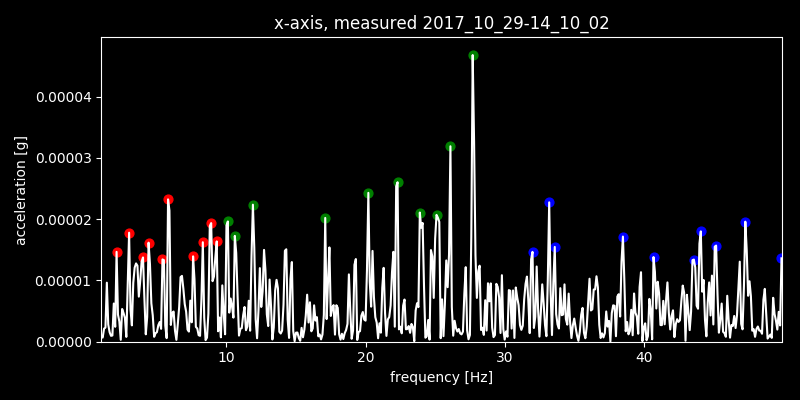 x-axis, measured 2017_10_29-14_10_02
acceleration [g]
0.00004
0.00003
0.00002
0.00001
0.00000
10 20 30 40
frequency [Hz]